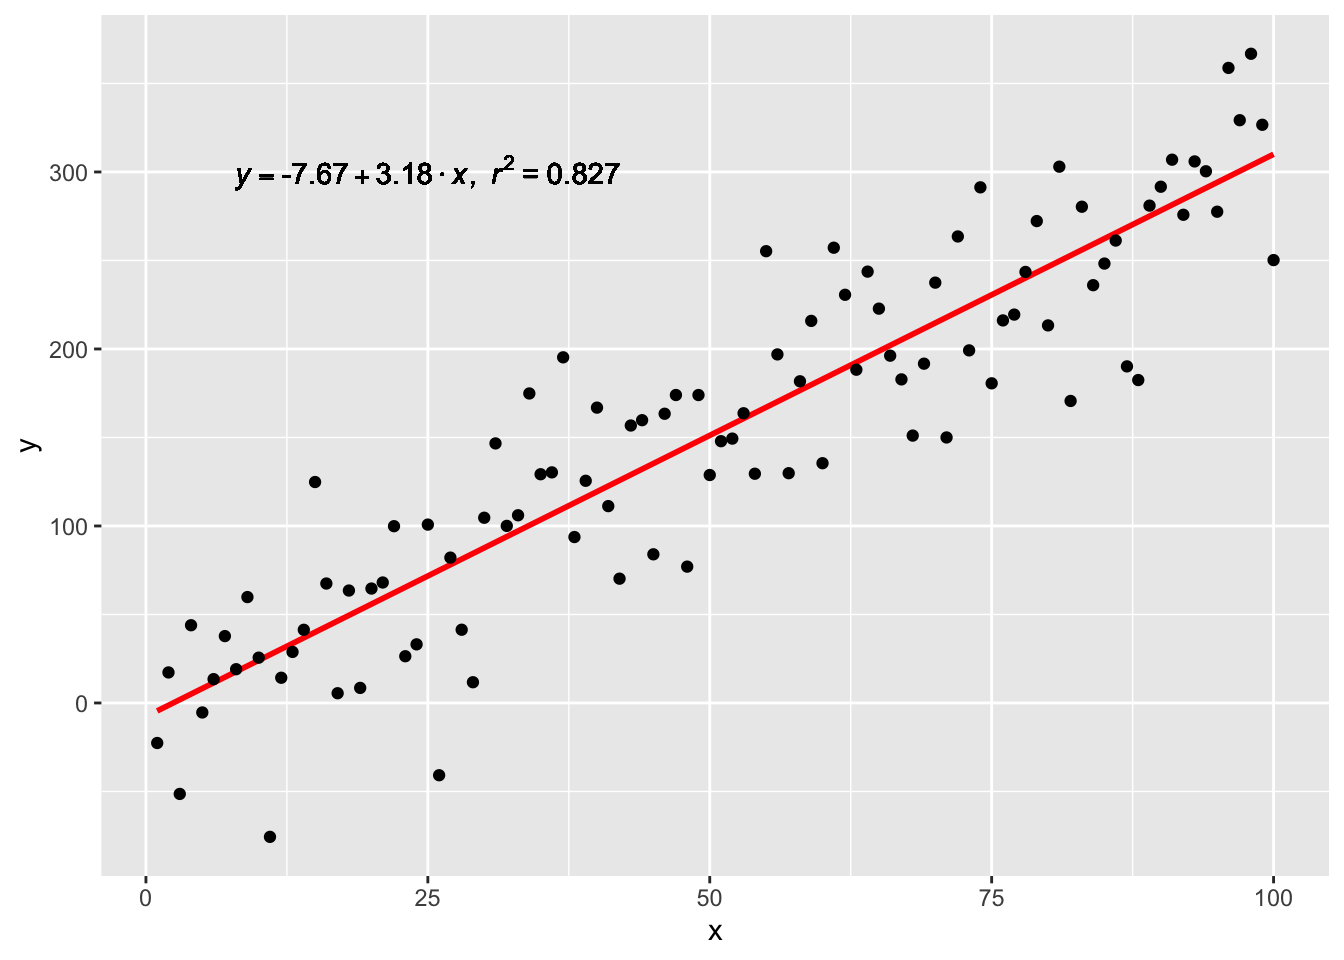 y = -7.67 + 3.18 · x, r² = 0.827
300
200
100
0
y
0 25 50 75 100
x